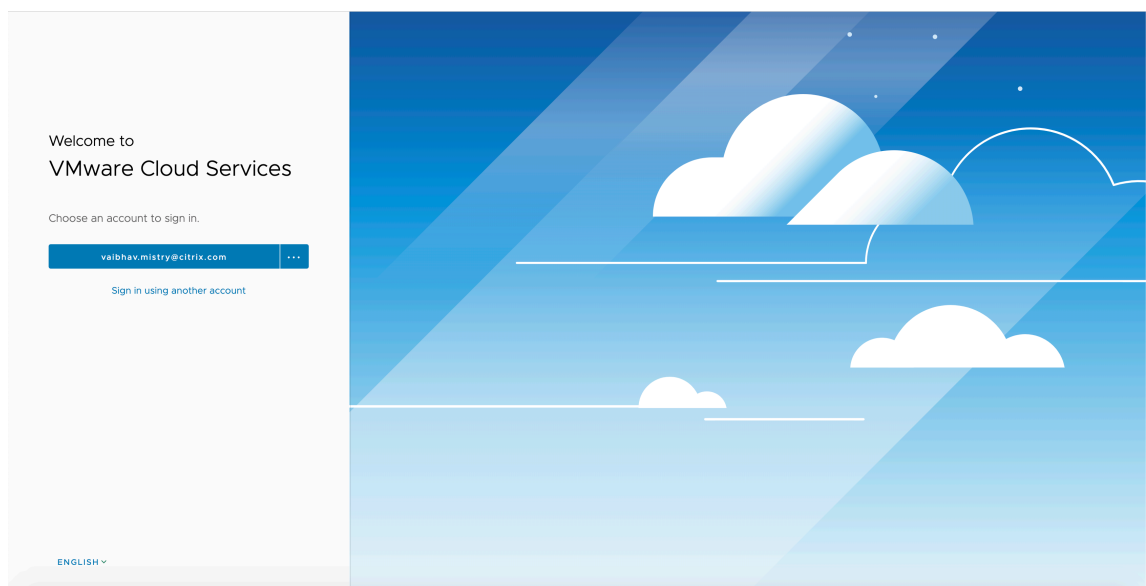 Welcome to
VMware Cloud Services
Choose an account to sign in.
vaibhav.mistry@citrix.com ...
Sign in using another account
ENGLISH